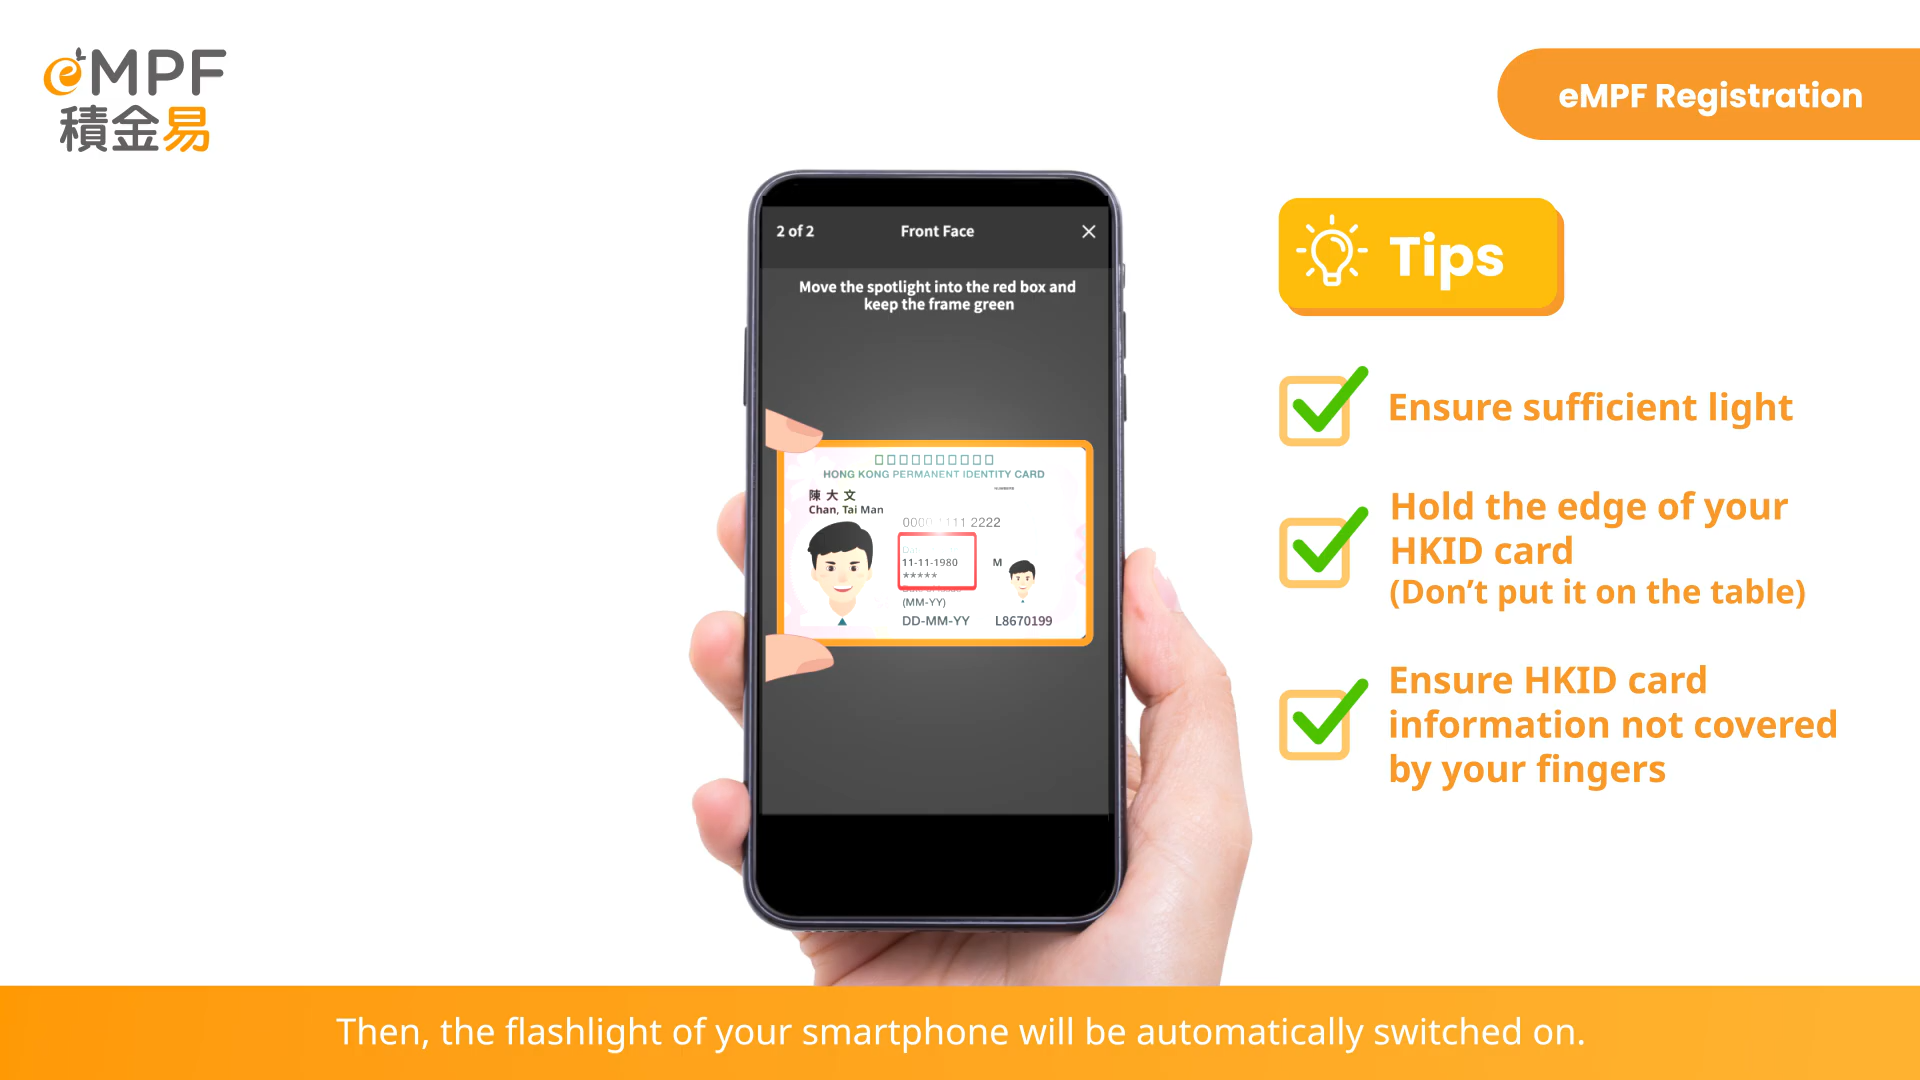 eMPF
積金易
eMPF Registration
2 of 2
Front Face
Move the spotlight into the red box and
keep the frame green
HONG KONG PERMANENT IDENTITY CARD
陳大文
Chan, Tai Man
0000 1111 2222
11-11-1980
M
*****
(MM-YY)
DD-MM-YY
L8670199
Tips
Ensure sufficient light
Hold the edge of your
HKID card
(Don’t put it on the table)
Ensure HKID card
information not covered
by your fingers
Then, the flashlight of your smartphone will be automatically switched on.